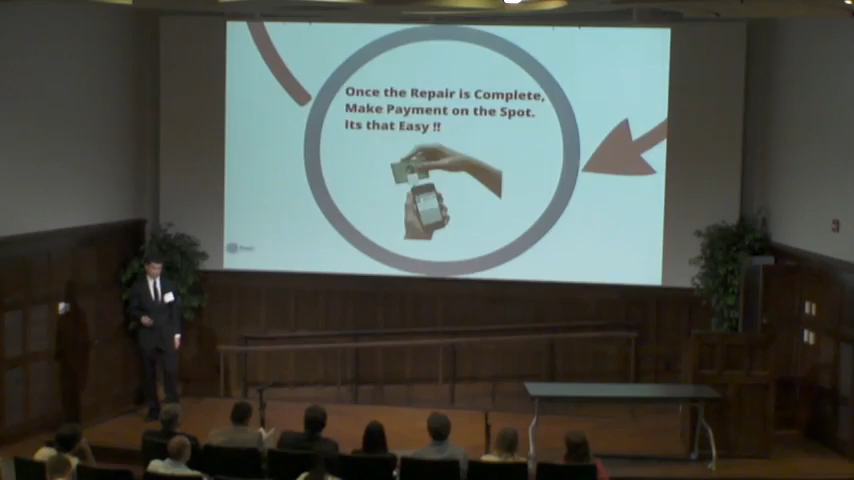 Once the Repair is Complete,
Make Payment on the Spot.
Its that Easy !!